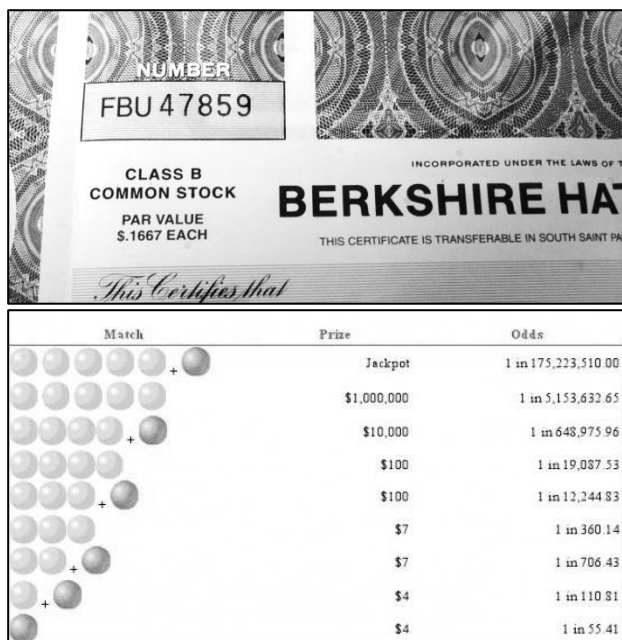 NUMBER
FBU 47859
CLASS B
COMMON STOCK
PAR VALUE
$.1667 EACH
INCORPORATED UNDER THE LAWS OF
BERKSHIRE
THIS CERTIFICATE IS TRANSFERABLE IN SOUTH SAINT
This Certifies that
Match Prize Odds
+ Jackpot 1 in 175,223,510.00
$1,000,000 1 in 5,153,632.65
+ $10,000 1 in 648,975.96
$100 1 in 19,087.53
+ $100 1 in 12,244.83
$7 1 in 360.14
+ $7 1 in 706.43
+ $4 1 in 110.81
$4 1 in 55.41